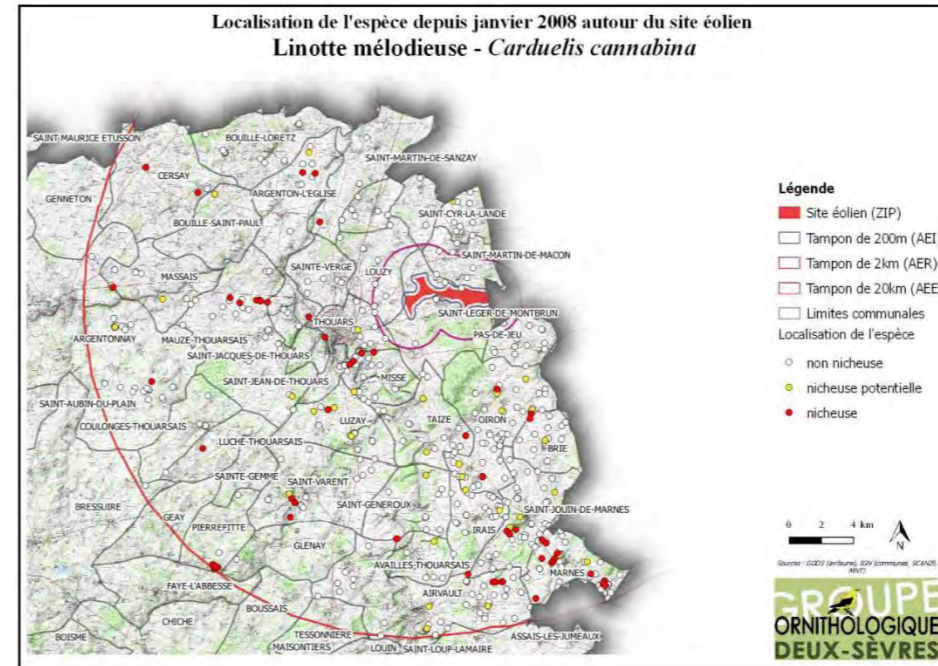 Localisation de l'espèce depuis janvier 2008 autour du site éolien
Linotte mélodieuse - Carduelis cannabina
SAINT MAURICE ETUSSON
BOUILLE-LORETZ
SAINT-MARTIN-DE-SANZAY
CERSAY
GENNETON
ARGENTON-L'EGLISE
BOUILLE-SAINT-PAUL
SAINT-CYR-LA-LANDE
SAINT-MARTIN-DE-MACON
SAINTE-VERGE
LOUZY
MASSAIS
SAINT-LEGER-DE-MONTBRUN
THOUARS
PAS-DE-JEU
ARGENTONNAY
MAUZE-THOUARSAIS
SAINT-JACQUES-DE-THOUARS
MISSE
SAINT-JEAN-DE-THOUARS
SAINT-AUBIN-DU-PLAIN
COULONGES-THOUARSAIS
LUZAY
TAIZE
OIRON
LUCHE-THOUARSAIS
BRIE
SAINTE-GEMME
SAINT-VARENT
BRESSUIRE
SAINT-GENEROUX
SAINT-JOUIN-DE-MARNES
GEAY
PIERREFITTE
IRAIS
GLENAY
AVAILLES-THOUARSAIS
MARNES
FAYE-L'ABBESSE
AIRVAULT
BOUSSAIS
CHICHE
BOISME
TESSONNIERE
ASSAIS-LES-JUMEAUX
MAISONTIERS
LOUIN
SAINT-LOUP-LAMAIRE
Légende
Site éolien (ZIP)
Tampon de 200m (AEI
Tampon de 2km (AER)
Tampon de 20km (AEE
Limites communales
Localisation de l'espèce
non nicheuse
nicheuse potentielle
nicheuse
0 2 4 km
N
GROUPE
ORNITHOLOGIQUE
DEUX-SÈVRES